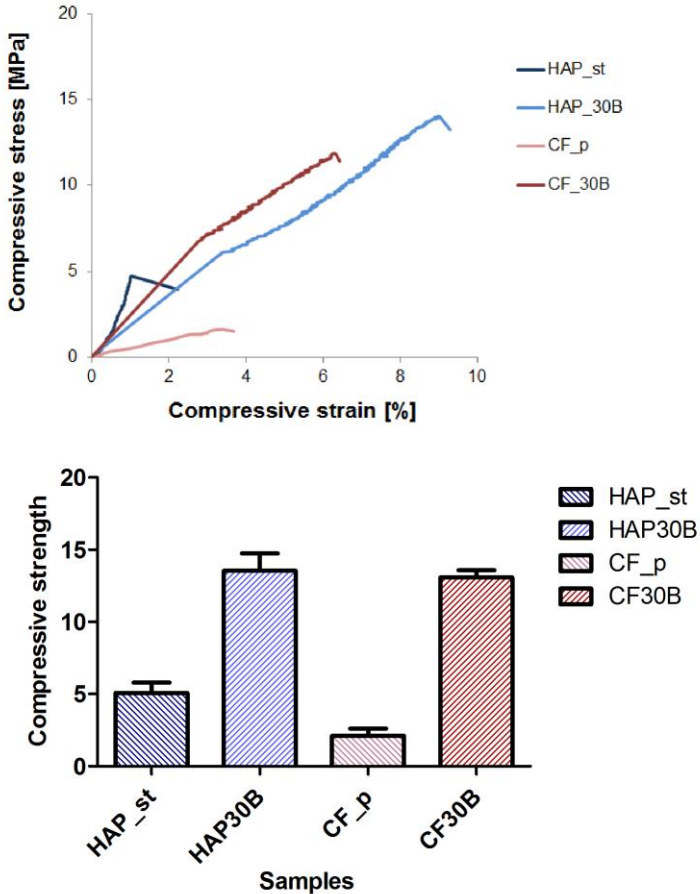 Compressive stress [MPa]
20
15
10
5
0
0 2 4 6 8 10
Compressive strain [%]
HAP_st
HAP_30B
CF_p
CF_30B
Compressive strength
20
15
10
5
0
HAP_st HAP30B CF_p CF30B
Samples
HAP_st
HAP30B
CF_p
CF30B